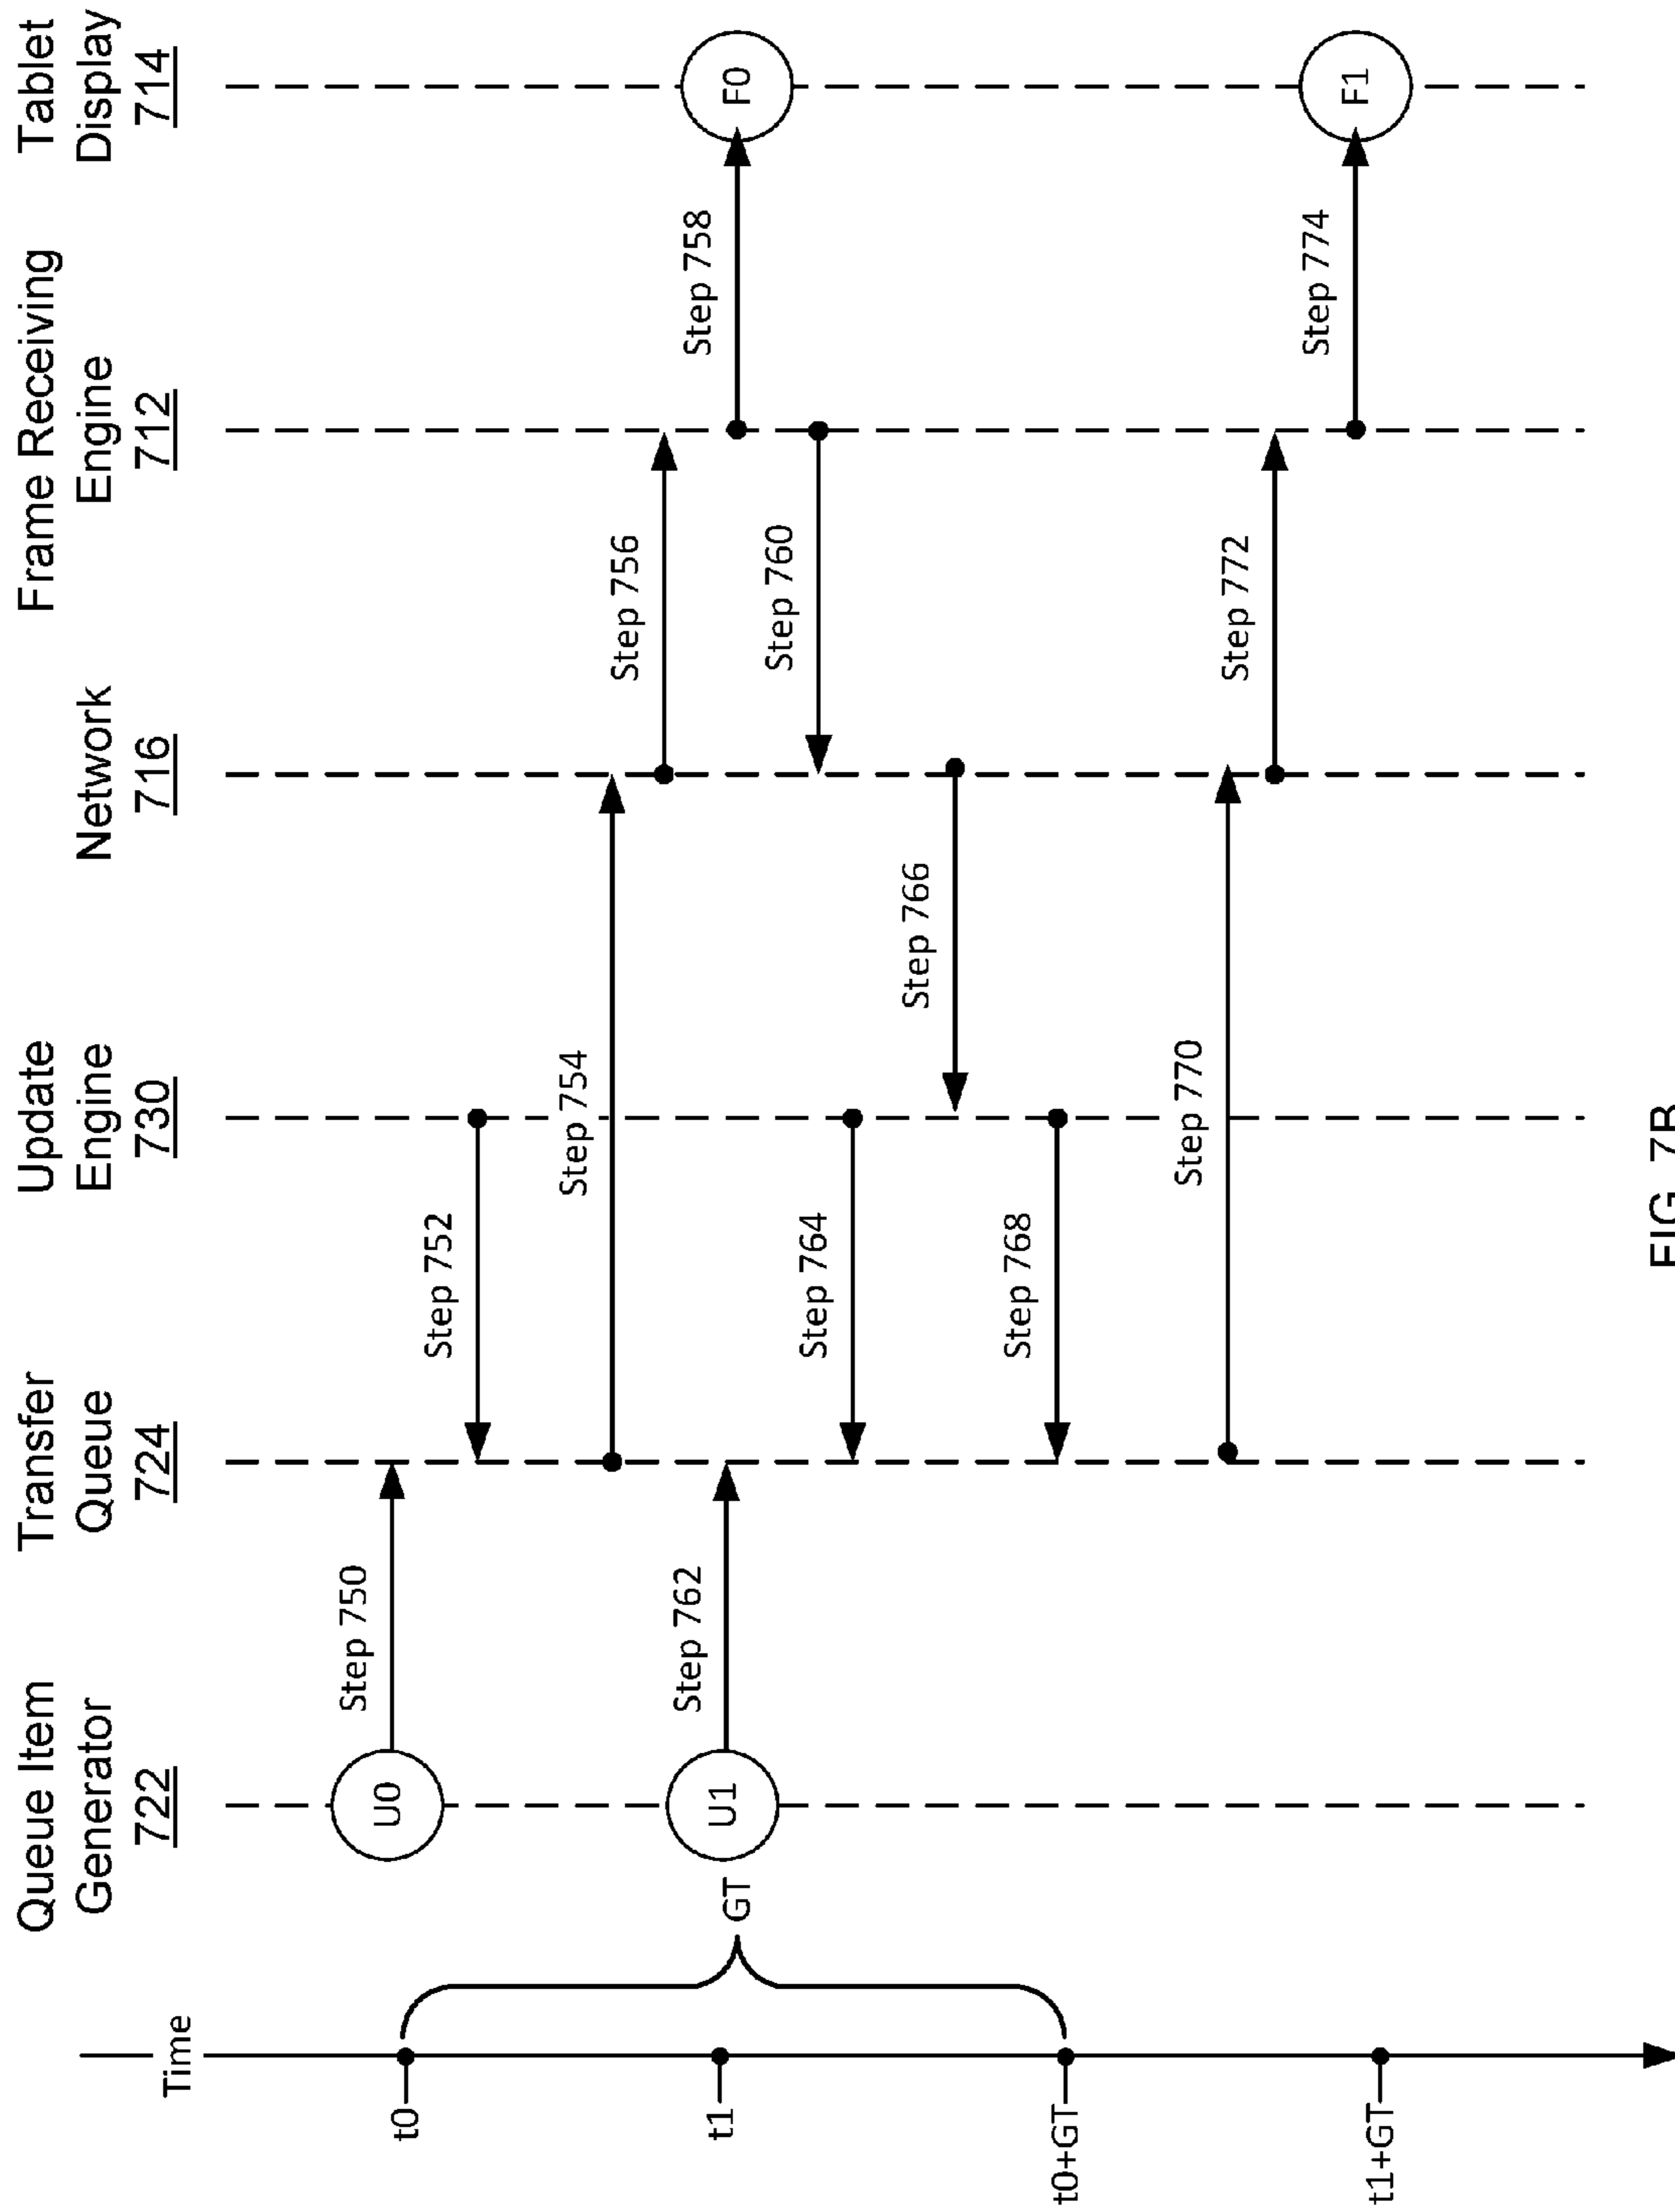 Queue Item
Generator
722
Transfer
Queue
724
Update
Engine
730
Network
716
Frame Receiving
Engine
712
Tablet
Display
714
Time
t0
t1
t0+GT
t1+GT
GT
U0
Step 750
Step 752
Step 754
Step 756
U1
Step 762
Step 758
F0
Step 760
Step 764
Step 766
Step 768
Step 770
Step 772
Step 774
F1
FIG. 7B